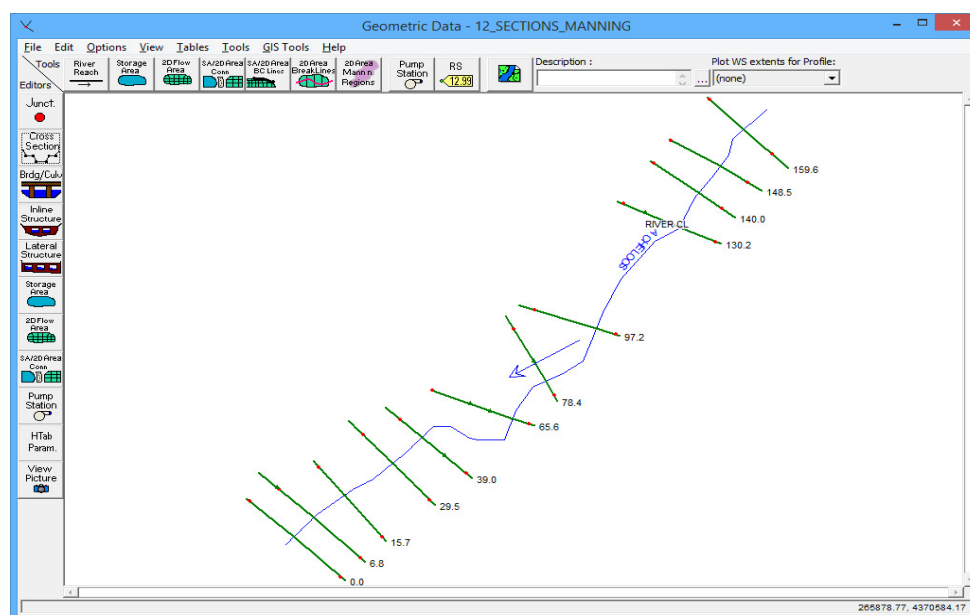 Geometric Data - 12_SECTIONS_MANNING
File Edit Options View Tables Tools GIS Tools Help
Tools
Editors
River
Reach
Storage
Area
2D Flow
Area
SA/2D Area
Conn
SA/2D Area
BC Lines
2D Area
BreakLines
2D Area
Mann n
Regions
Pump
Station
RS
12.99
Description :
...
Plot WS extents for Profile:
(none)
Junct.
Cross
Section
Brdg/Culv
Inline
Structure
Lateral
Structure
Storage
Area
2D Flow
Area
SA/2D Area
Conn
Pump
Station
HTab
Param.
View
Picture
159.6
148.5
140.0
130.2
RIVER CL
ACHELOOS
97.2
78.4
65.6
39.0
29.5
15.7
6.8
0.0
265878.77, 4370584.17